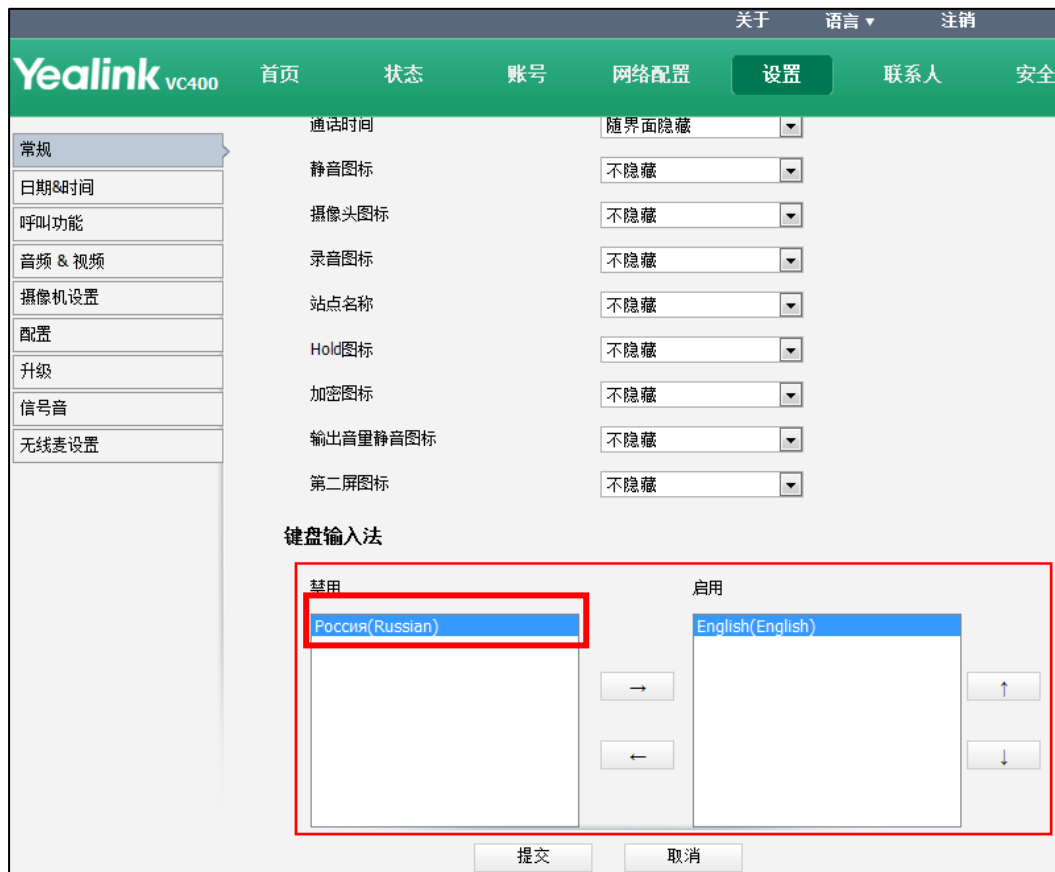 关于 语言 ▼ 注销
Yealink VC400 首页 状态 账号 网络配置 设置 联系人 安全
常规
日期&时间
呼叫功能
音频 & 视频
摄像机设置
配置
升级
信号音
无线麦设置
通话时间 随界面隐藏
静音图标 不隐藏
摄像头图标 不隐藏
录音图标 不隐藏
站点名称 不隐藏
Hold图标 不隐藏
加密图标 不隐藏
输出音量静音图标 不隐藏
第二屏图标 不隐藏
键盘输入法
禁用 启用
Россия(Russian) English(English)
→ ↑
← ↓
提交 取消